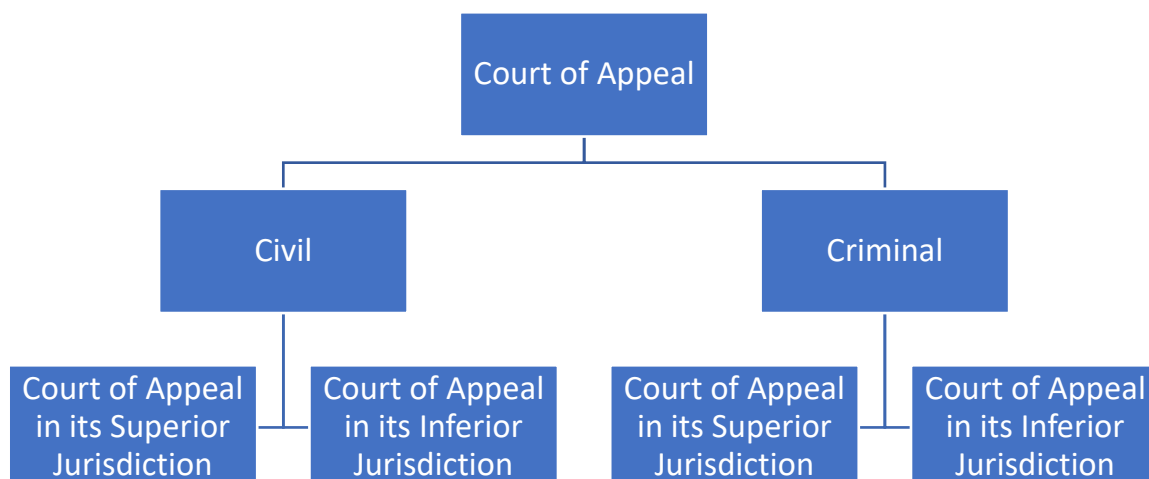 Court of Appeal
Civil
Criminal
Court of Appeal
in its Superior
Jurisdiction
Court of Appeal
in its Inferior
Jurisdiction
Court of Appeal
in its Superior
Jurisdiction
Court of Appeal
in its Inferior
Jurisdiction